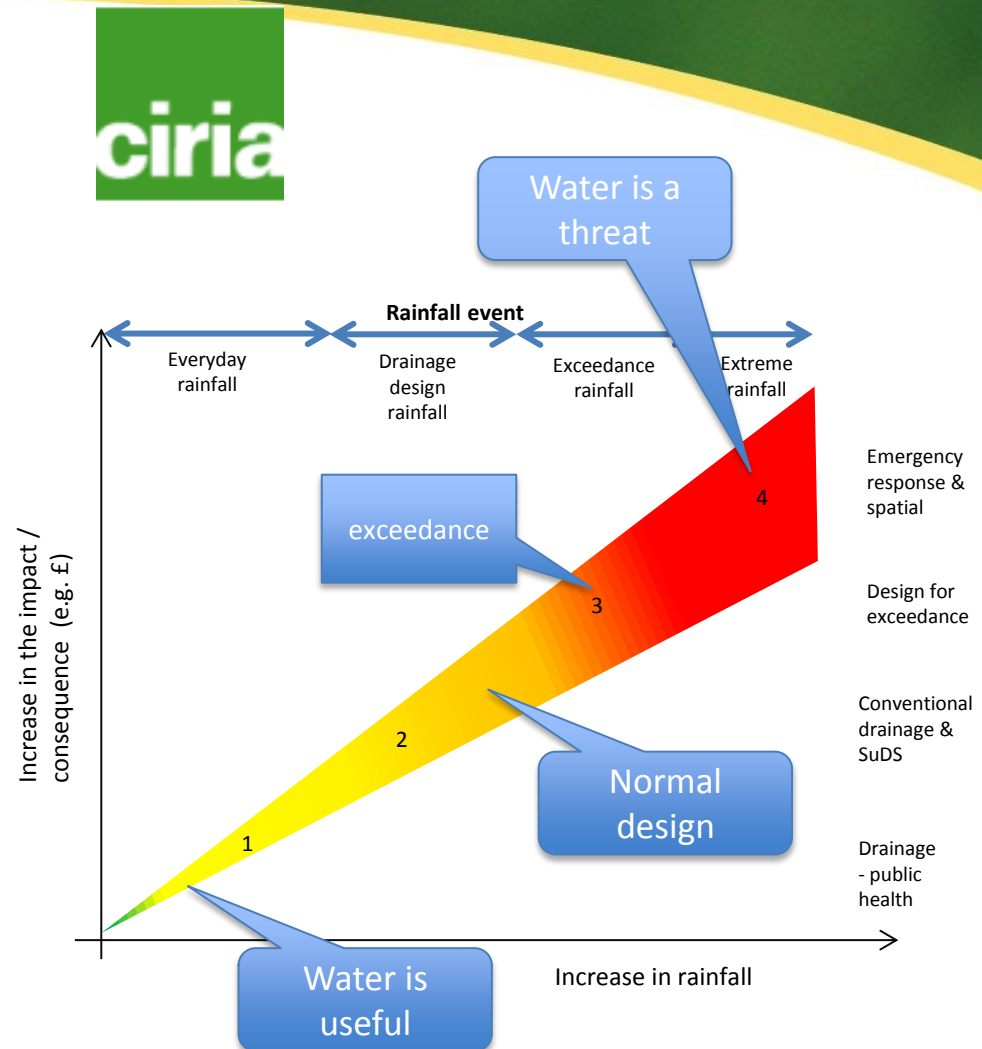 ciria
Water is a
threat
Rainfall event
Everyday
rainfall
Drainage
design
rainfall
Exceedance
rainfall
Extreme
rainfall
Increase in the impact /
consequence (e.g. £)
exceedance
4
3
2
1
Normal
design
Water is
useful
Emergency
response &
spatial
Design for
exceedance
Conventional
drainage &
SuDS
Drainage
- public
health
Increase in rainfall